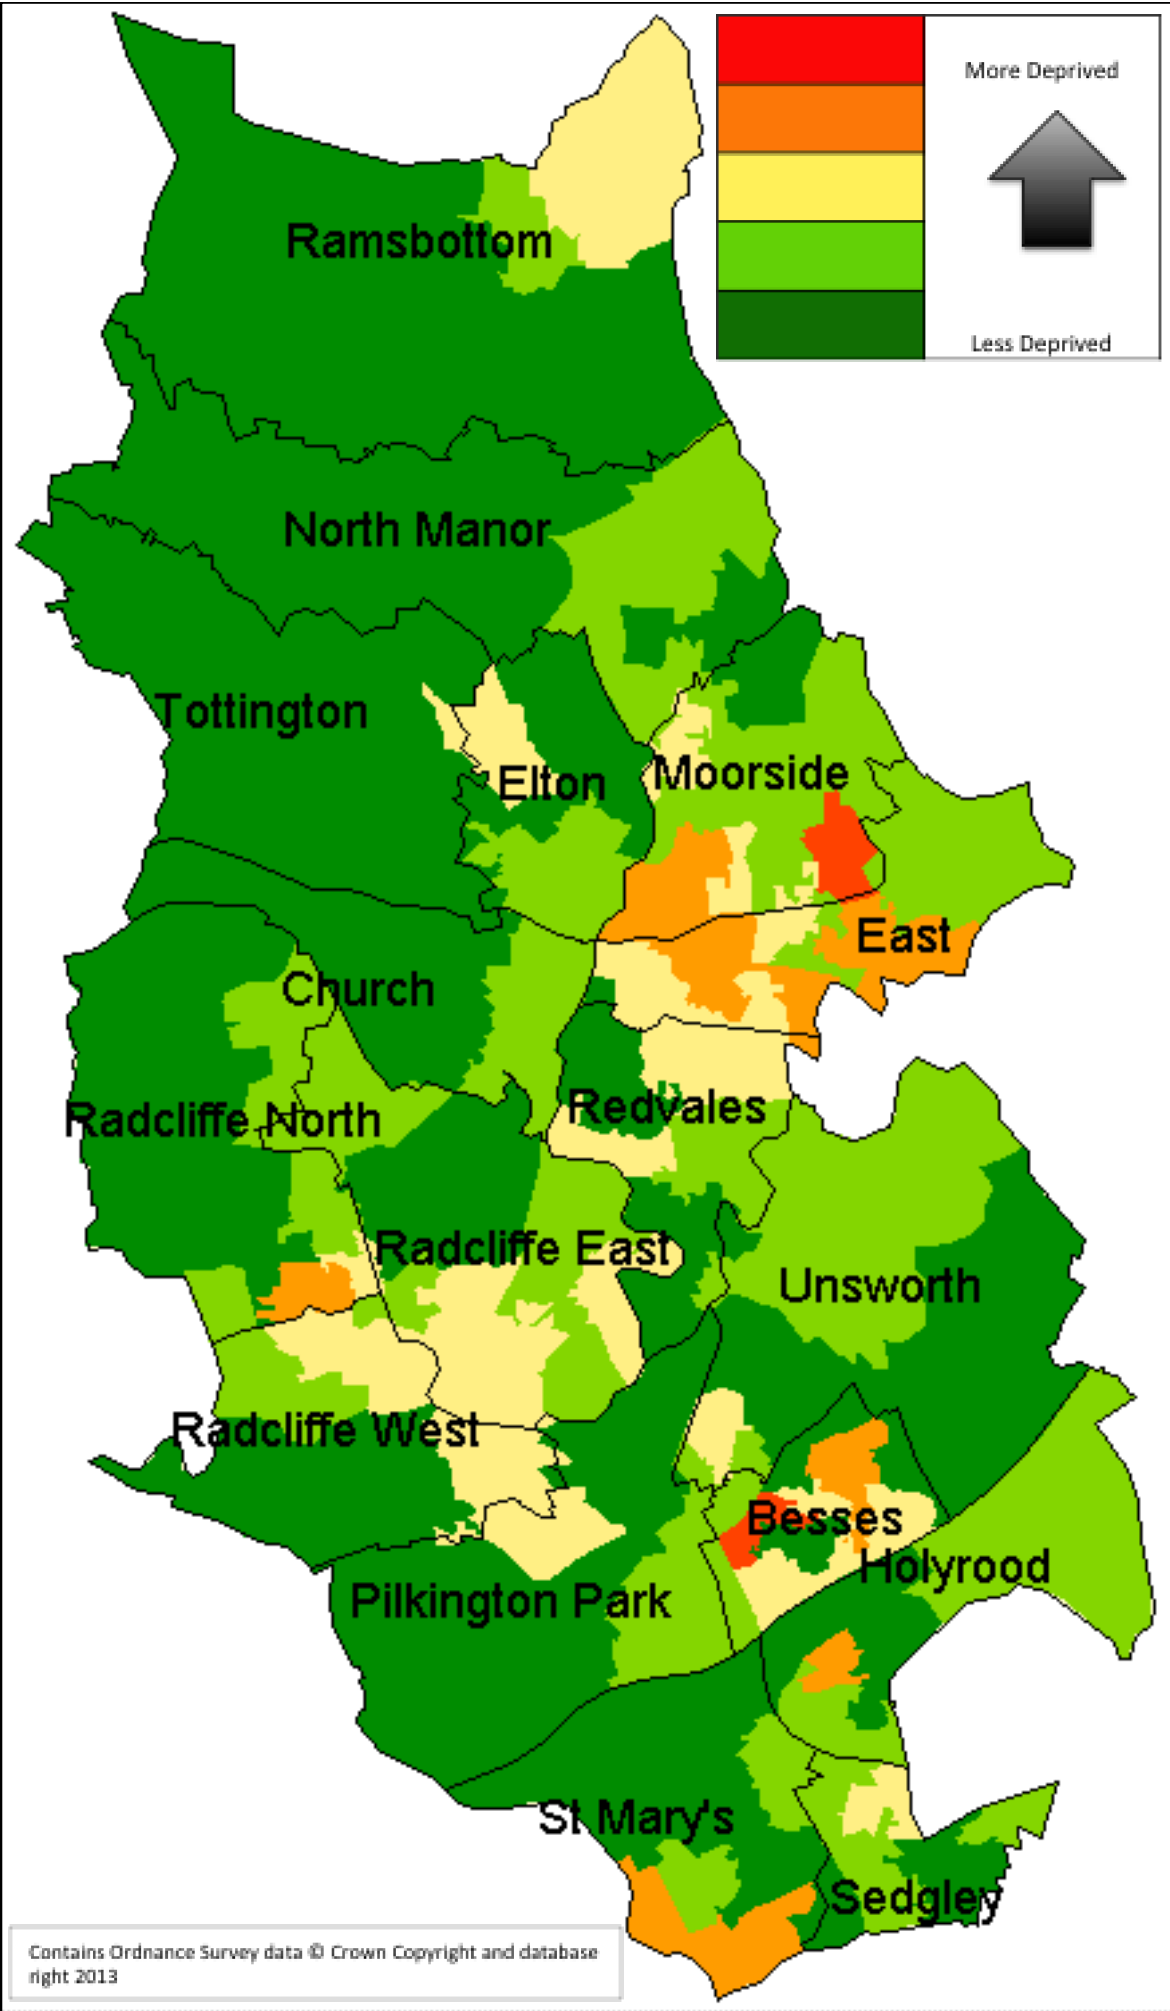 More Deprived
Less Deprived
Ramsbottom
North Manor
Tottington
Elton
Moorside
East
Church
Redvales
Radcliffe North
Radcliffe East
Unsworth
Radcliffe West
Besses
Holyrood
Pilkington Park
St Mary's
Sedgley
Contains Ordnance Survey data © Crown Copyright and database
right 2013